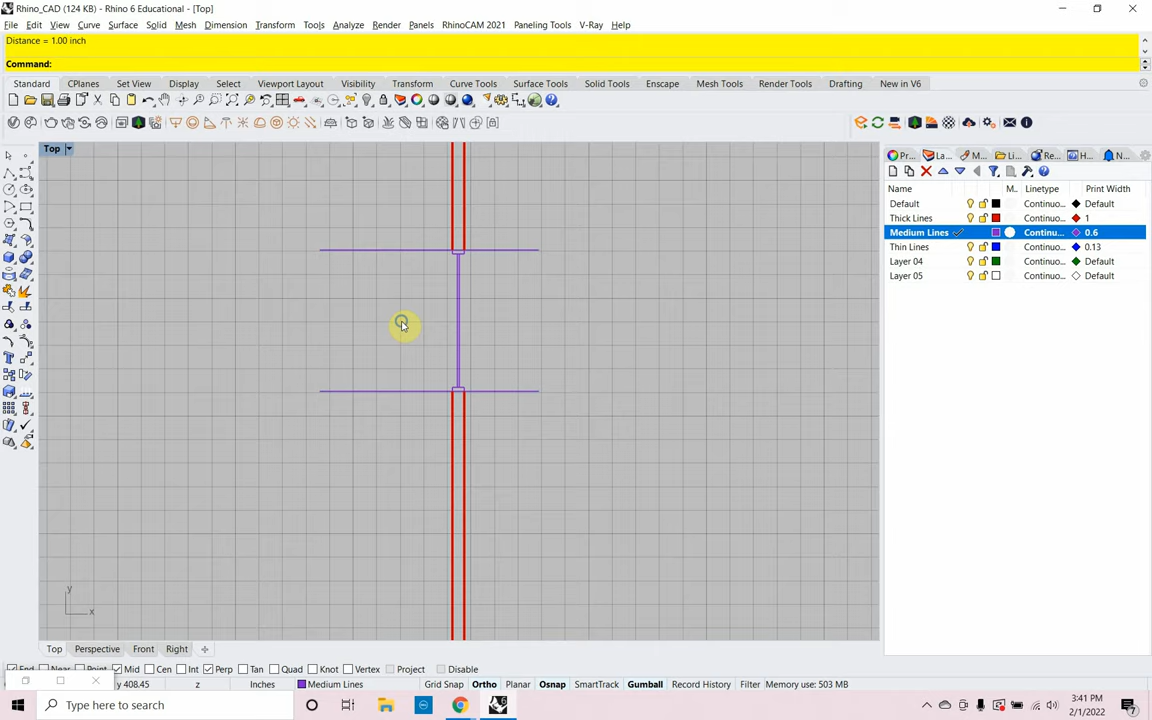 Rhino_CAD (124 KB) - Rhino 6 Educational - [Top]
File Edit View Curve Surface Solid Mesh Dimension Transform Tools Analyze Render Panels RhinoCAM 2021 Paneling Tools V-Ray Help
Distance = 1.00 inch
Command:
Standard CPlanes Set View Display Select Viewport Layout Visibility Transform Curve Tools Surface Tools Solid Tools Enscape Mesh Tools Render Tools Drafting New in V6
Top
Pr... La... M... Li... Re... H... N...
Name M.. Linetype Print Width
Default Continuo... Default
Thick Lines Continuo... 1
Medium Lines Continu... 0.6
Thin Lines Continuo... 0.13
Layer 04 Continuo... Default
Layer 05 Continuo... Default
y
x
Top Perspective Front Right
End Near Point Mid Cen Int Perp Tan Quad Knot Vertex Project Disable
y 408.45 z Inches Medium Lines Grid Snap Ortho Planar Osnap SmartTrack Gumball Record History Filter Memory use: 503 MB
Type here to search
3:41 PM
2/1/2022